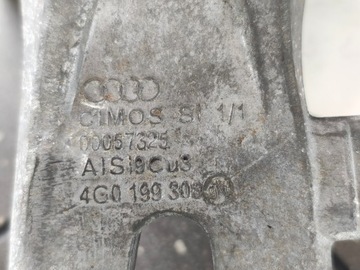 CIMOS SI 1/1
00057325
AlSi9Cu3
4G0 199 308